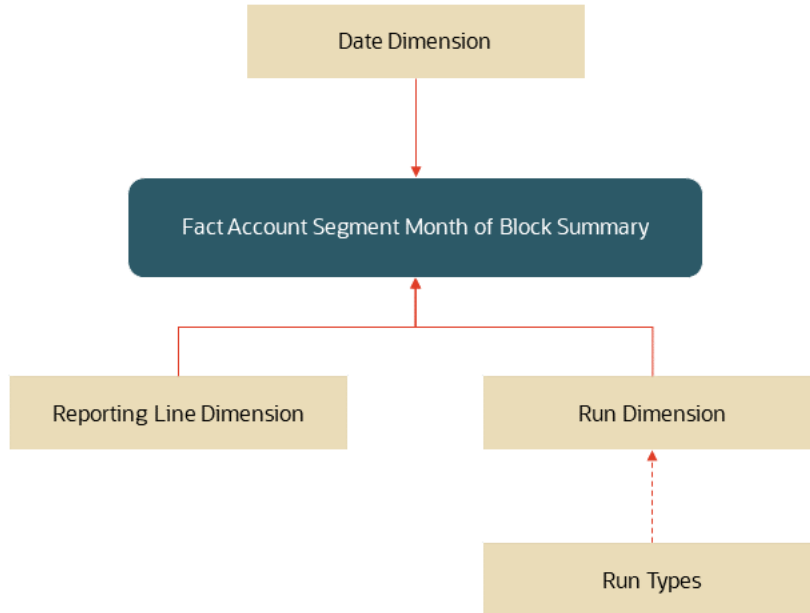 Date Dimension
Fact Account Segment Month of Block Summary
Reporting Line Dimension
Run Dimension
Run Types